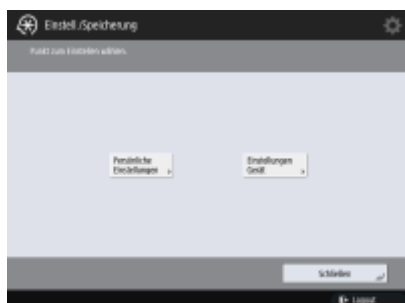 Einstell./Speicherung
Punkt zum Einstellen wählen.
Persönliche
Einstellungen
Einstellungen
Gerät
Schließen
Logout